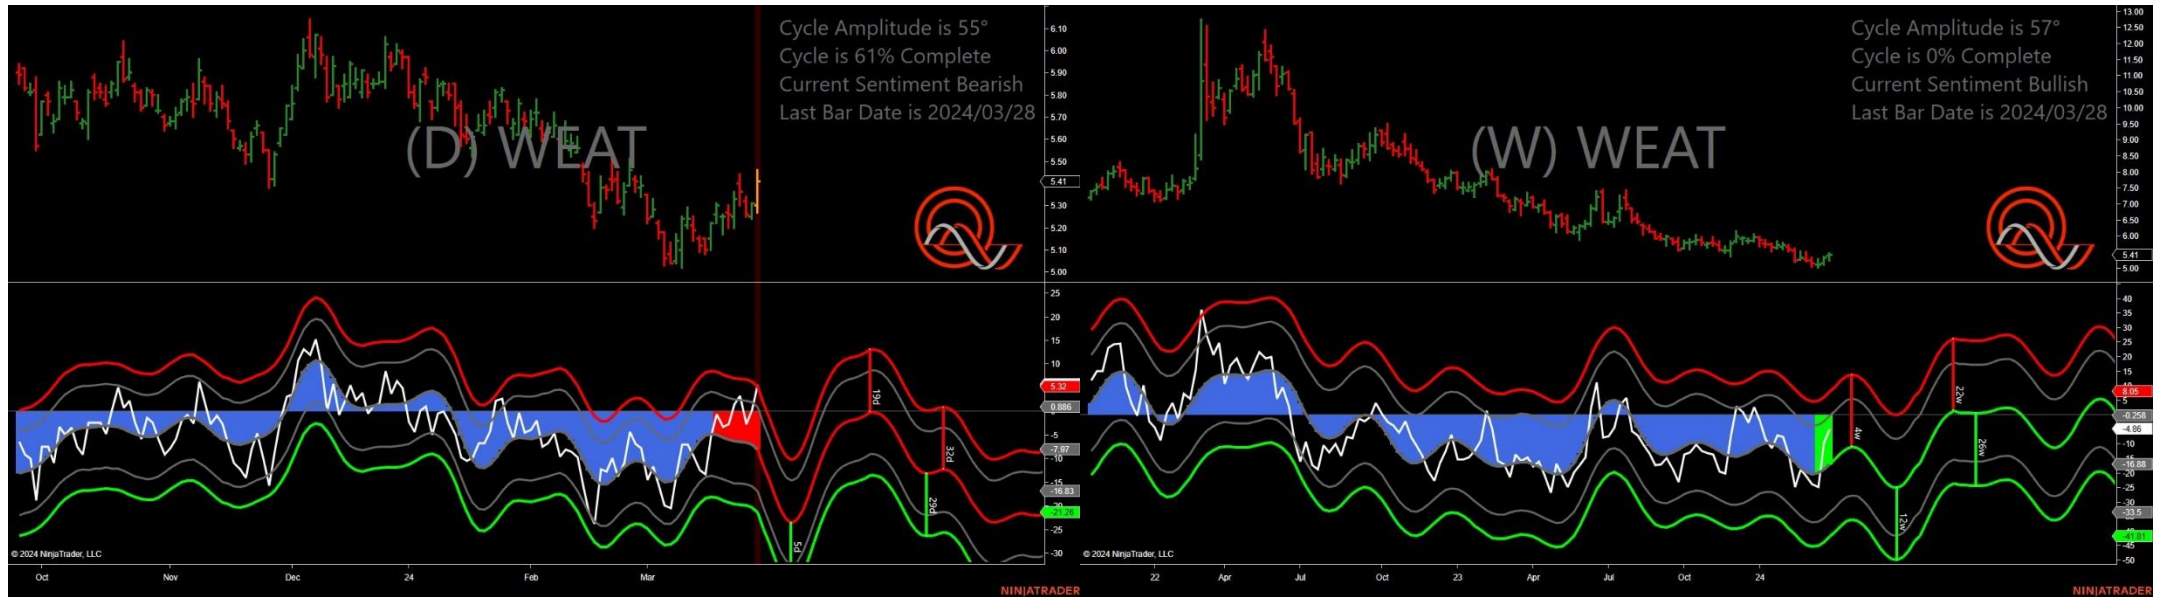 Cycle Amplitude is 55°
Cycle is 61% Complete
Current Sentiment Bearish
Last Bar Date is 2024/03/28
(D) WEAT
6.10
6.00
5.90
5.80
5.70
5.60
5.50
5.41
5.30
5.20
5.10
5.00
25
20
15
10
5.32
0.886
-5
-7.97
-10
-15
-16.83
-21.26
-25
-30
19d
32d
29d
5d
© 2024 NinjaTrader, LLC
Oct
Nov
Dec
24
Feb
Mar
NINJATRADER
Cycle Amplitude is 57°
Cycle is 0% Complete
Current Sentiment Bullish
Last Bar Date is 2024/03/28
(W) WEAT
13.00
12.50
12.00
11.50
11.00
10.50
10.00
9.50
9.00
8.50
8.00
7.50
7.00
6.50
6.00
5.41
5.00
40
35
30
25
20
15
8.05
5
-0.258
-4.86
-10
-16.88
-20
-25
-30
-33.5
-41.81
-45
-50
4w
22w
26w
12w
© 2024 NinjaTrader, LLC
22
Apr
Jul
Oct
23
Apr
Jul
Oct
24
NINJATRADER